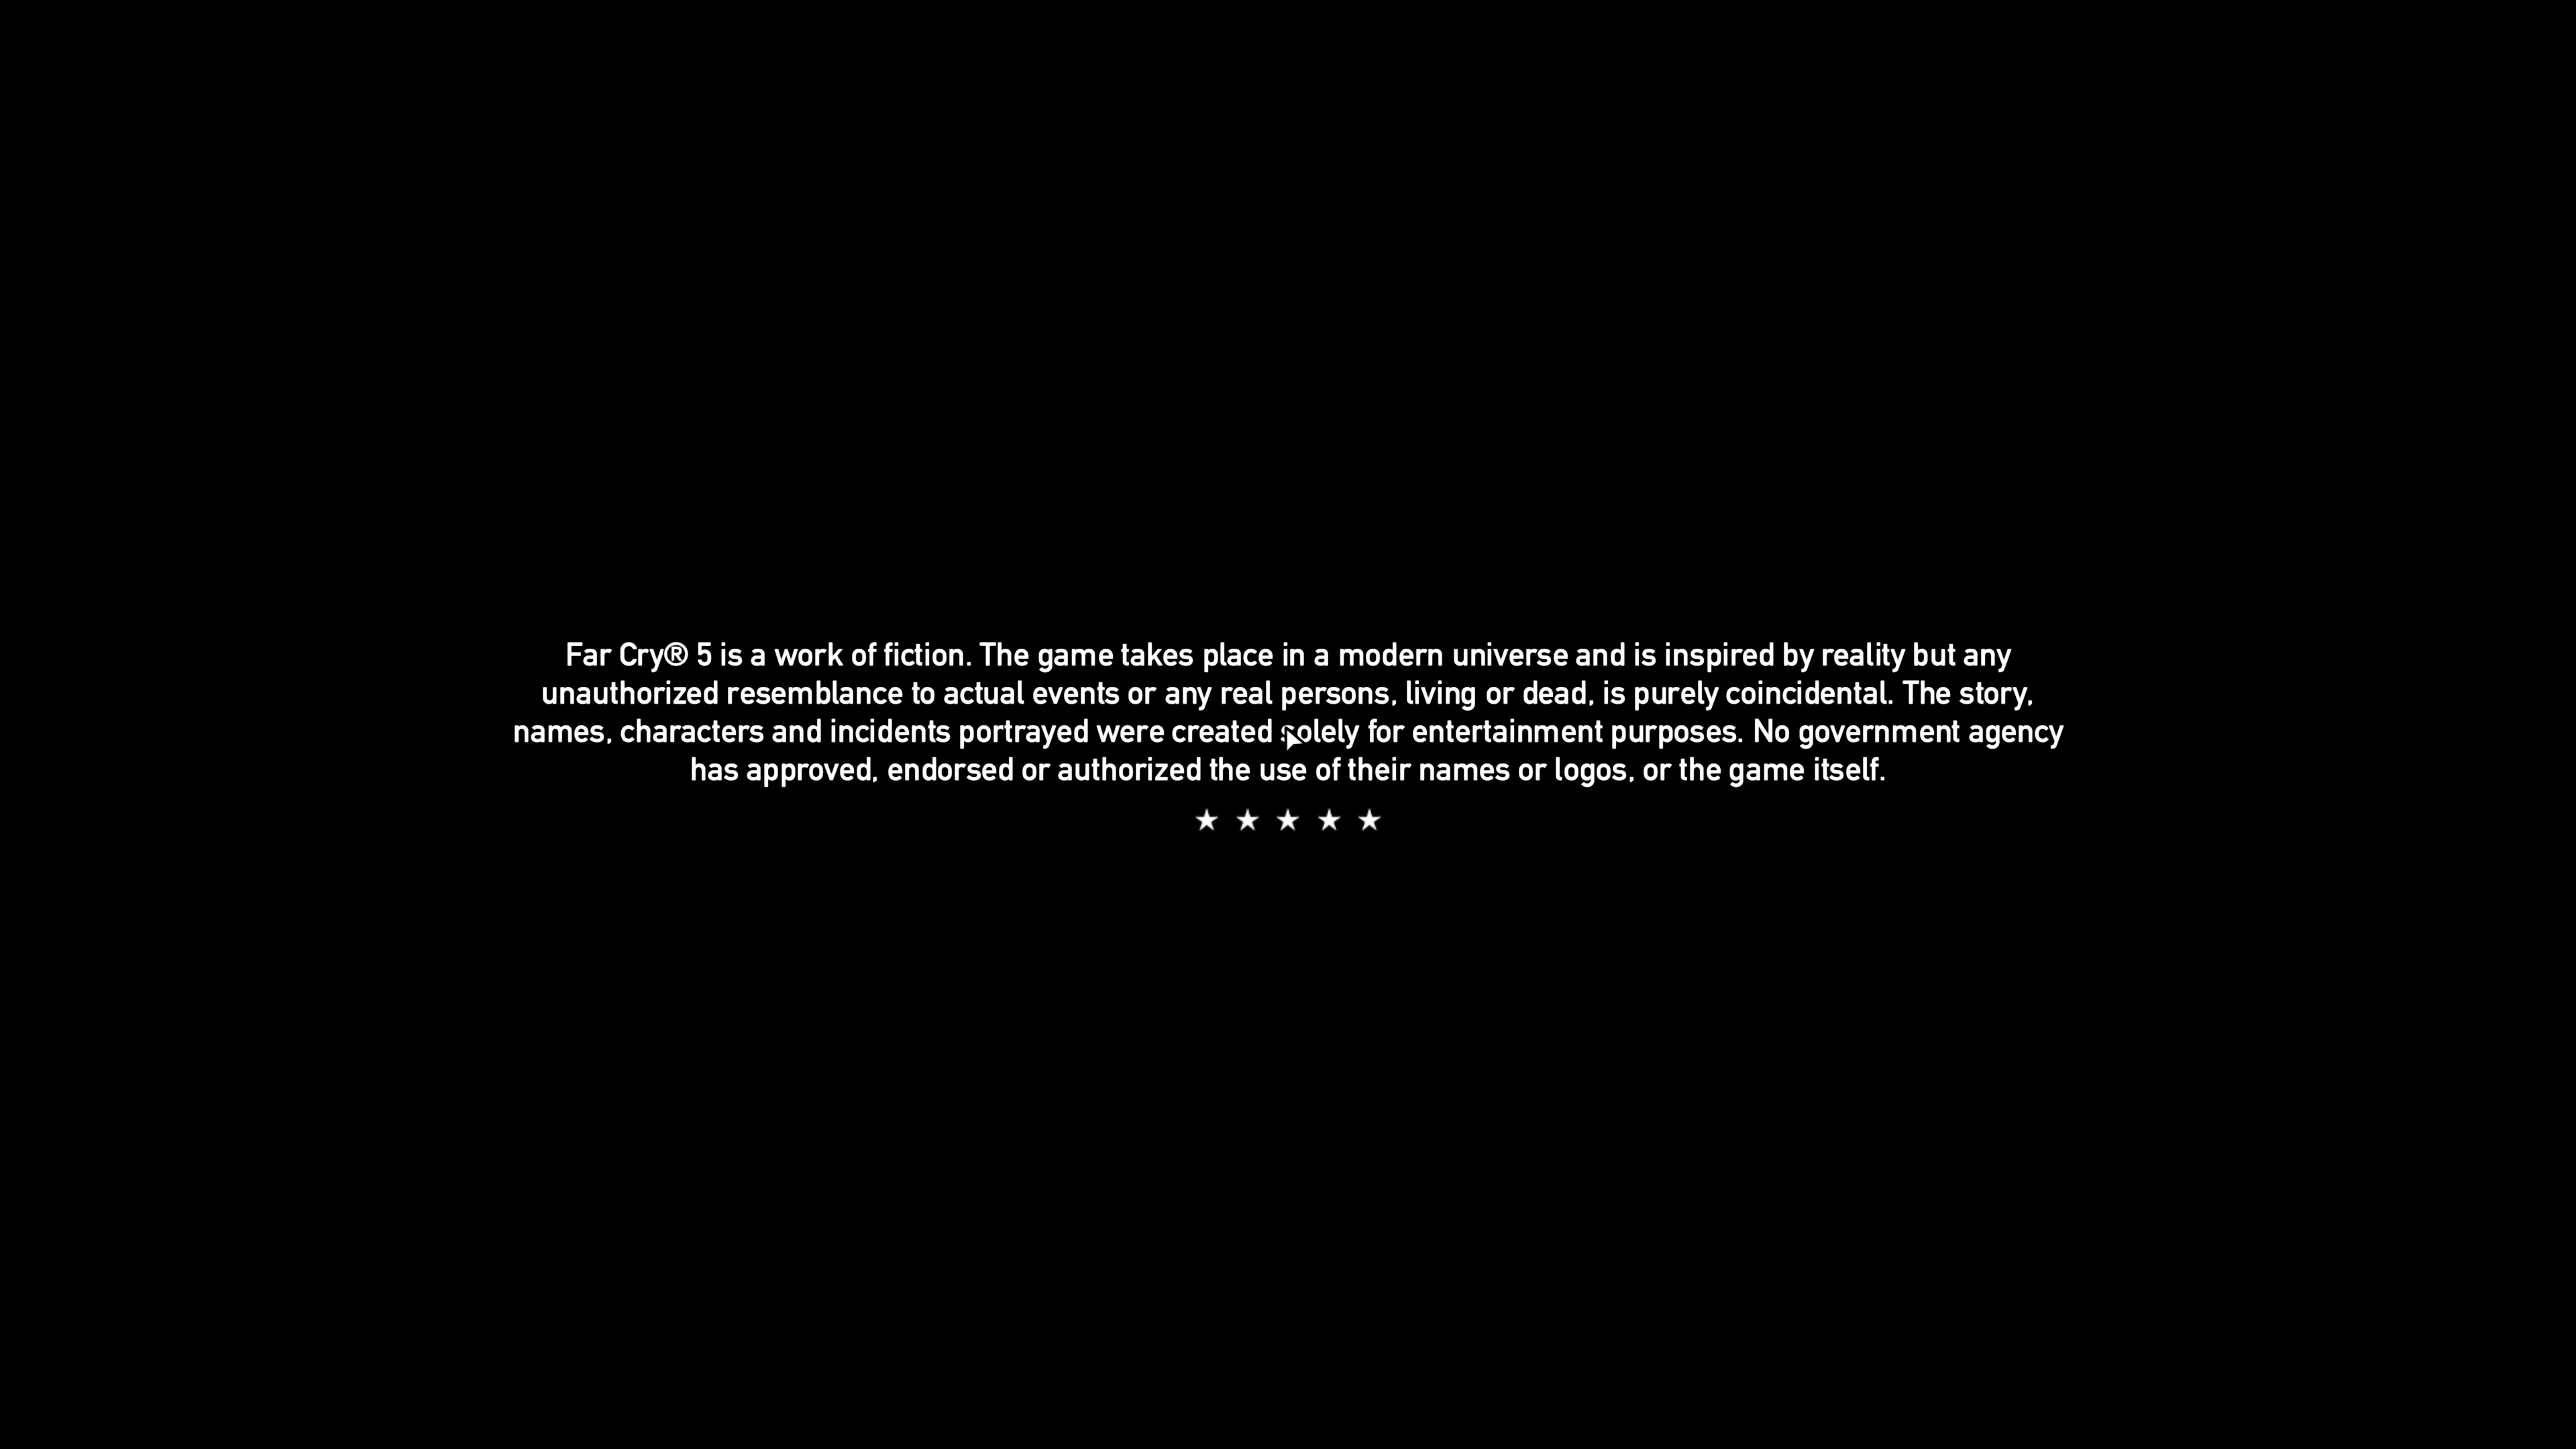 Far Cry® 5 is a work of fiction. The game takes place in a modern universe and is inspired by reality but any
unauthorized resemblance to actual events or any real persons, living or dead, is purely coincidental. The story,
names, characters and incidents portrayed were created solely for entertainment purposes. No government agency
has approved, endorsed or authorized the use of their names or logos, or the game itself.